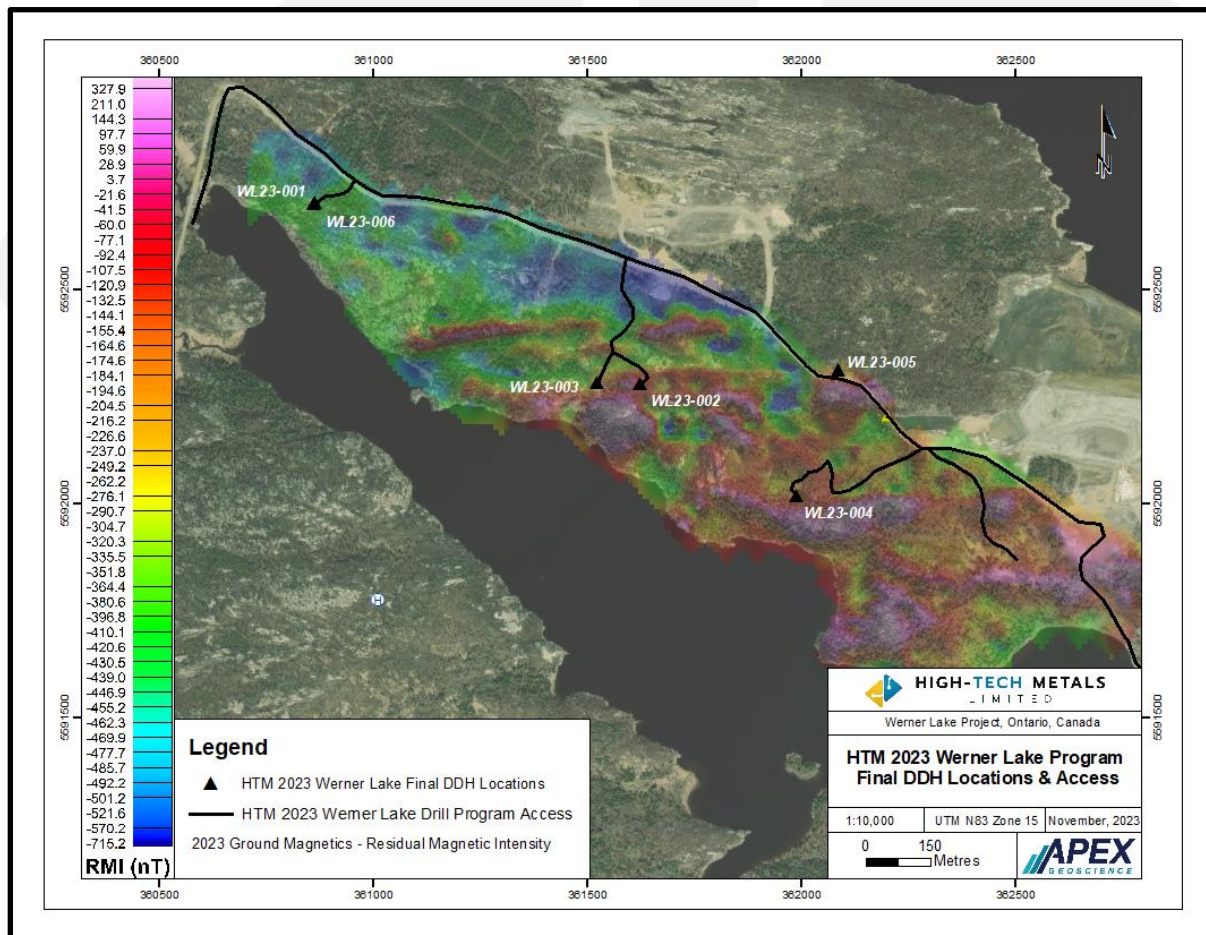 360500 361000 361500 362000 362500
327.9
211.0
144.3
97.7
59.9
28.9
3.7
-21.6
-41.5
-60.0
-77.1
-92.4
-107.5
-120.9
-132.5
-144.1
-155.4
-164.6
-174.6
-184.1
-194.6
-204.5
-216.2
-226.6
-237.0
-249.2
-262.2
-276.1
-290.7
-304.7
-320.3
-335.5
-351.8
-364.4
-380.6
-396.8
-410.1
-420.6
-430.5
-439.0
-446.9
-455.2
-462.3
-469.9
-477.7
-485.7
-492.2
-501.2
-521.6
-570.2
-715.2
RMI (nT)
5592500
5592000
5591500
N
WL23-001
WL23-006
WL23-005
WL23-003
WL23-002
WL23-004
H
5592500
5592000
5591500
Legend
HTM 2023 Werner Lake Final DDH Locations
HTM 2023 Werner Lake Drill Program Access
2023 Ground Magnetics - Residual Magnetic Intensity
HIGH-TECH METALS
LIMITED
Werner Lake Project, Ontario, Canada
HTM 2023 Werner Lake Program
Final DDH Locations & Access
1:10,000 UTM N83 Zone 15 November, 2023
0 150
Metres
APEX
GEOSCIENCE
360500 361000 361500 362000 362500